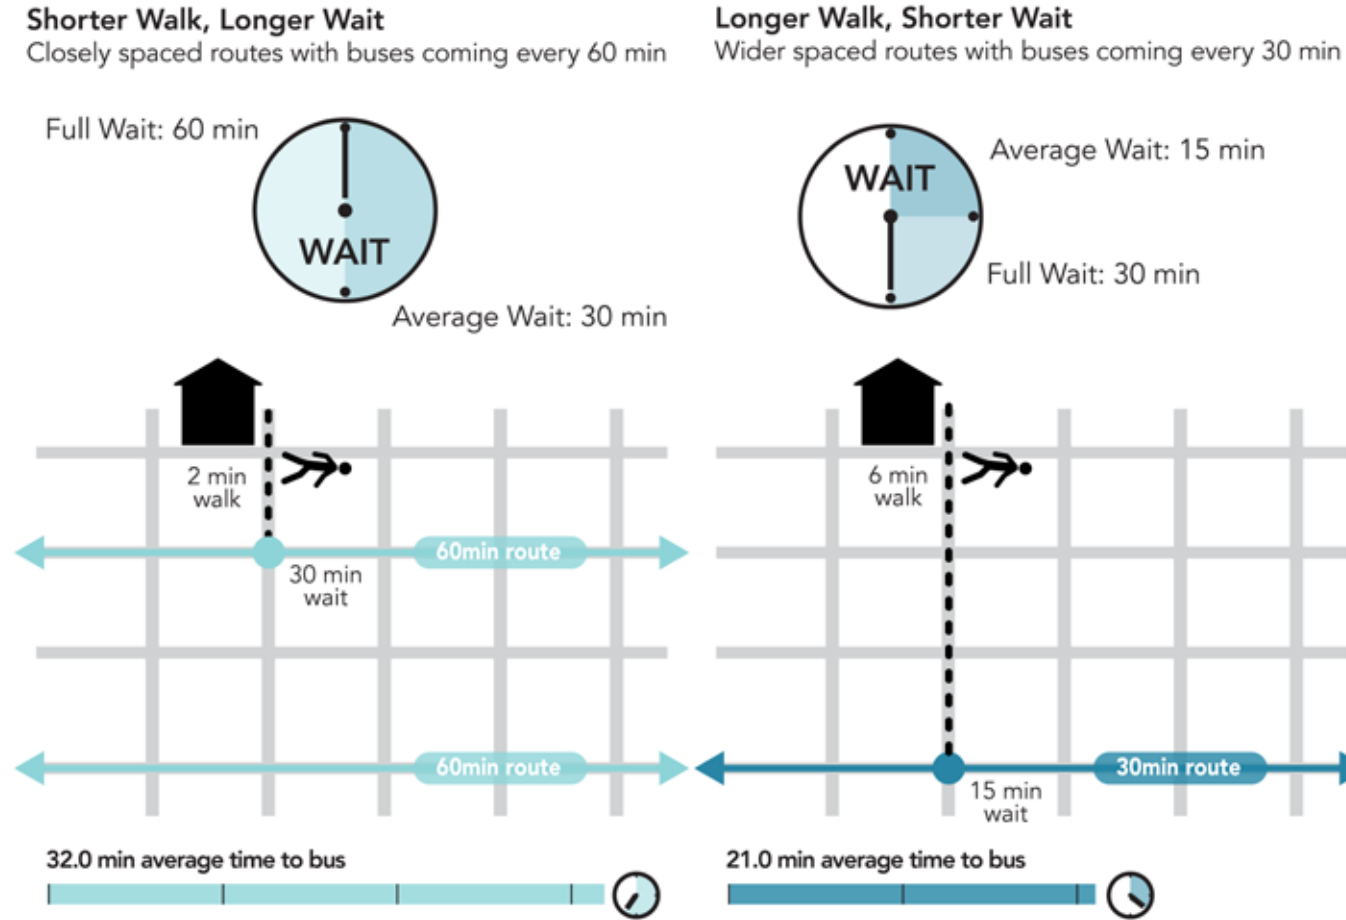 Shorter Walk, Longer Wait
Closely spaced routes with buses coming every 60 min
Full Wait: 60 min
WAIT
Average Wait: 30 min
2 min
walk
60min route
30 min
wait
60min route
32.0 min average time to bus
Longer Walk, Shorter Wait
Wider spaced routes with buses coming every 30 min
WAIT
Average Wait: 15 min
Full Wait: 30 min
6 min
walk
30min route
15 min
wait
21.0 min average time to bus